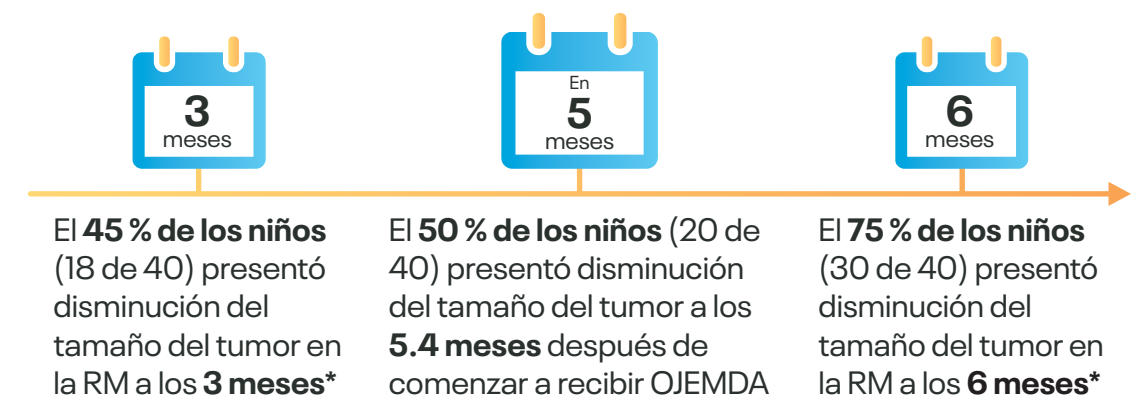 3
meses
En
5
meses
6
meses
El 45 % de los niños
(18 de 40) presentó
disminución del
tamaño del tumor en
la RM a los 3 meses*
El 50 % de los niños (20 de
40) presentó disminución
del tamaño del tumor a los
5.4 meses después de
comenzar a recibir OJEMDA
El 75 % de los niños
(30 de 40) presentó
disminución del
tamaño del tumor en
la RM a los 6 meses*